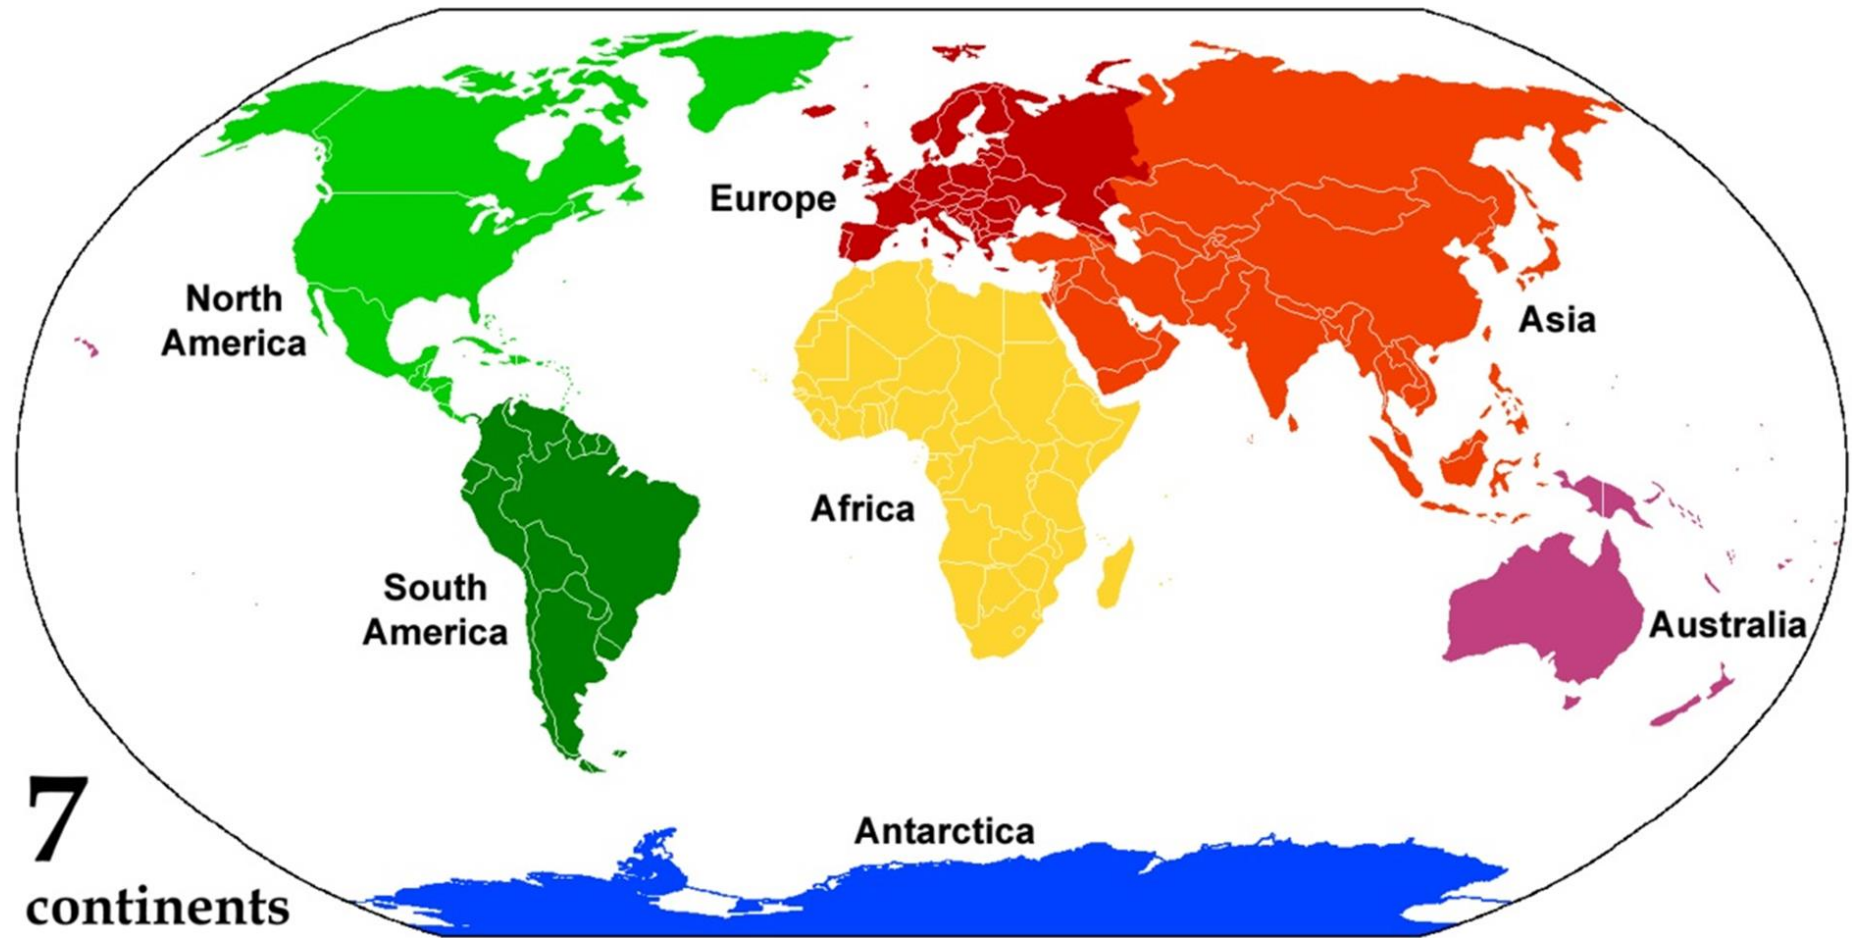 Europe
North
America
Asia
Africa
South
America
Australia
Antarctica
7
continents